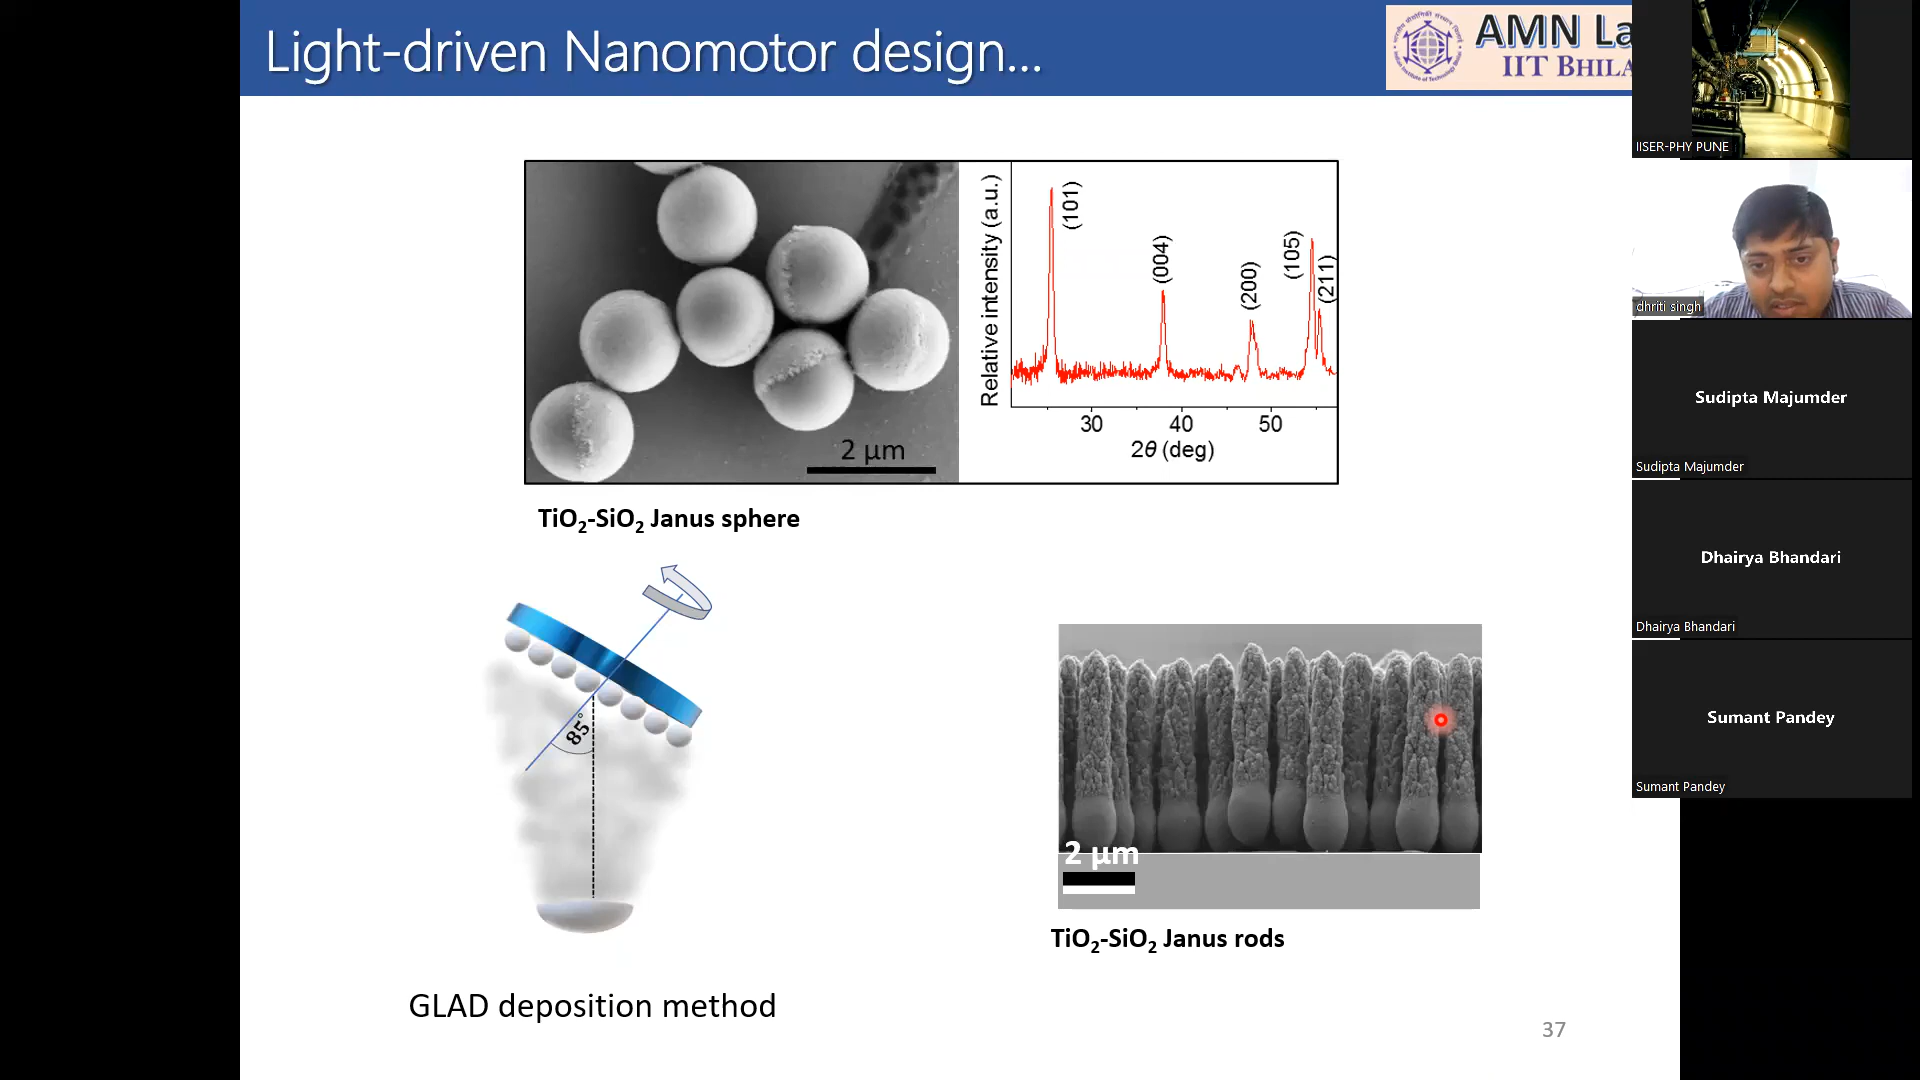 Light-driven Nanomotor design...
AMN La
IIT BHILA
IISER-PHY PUNE
dhriti singh
Sudipta Majumder
Sudipta Majumder
Dhairya Bhandari
Dhairya Bhandari
Sumant Pandey
Sumant Pandey
2 µm
Relative intensity (a.u.)
(101)
(004)
(200)
(105)
(211)
30 40 50
2θ (deg)
TiO₂-SiO₂ Janus sphere
85°
GLAD deposition method
2 µm
TiO₂-SiO₂ Janus rods
37